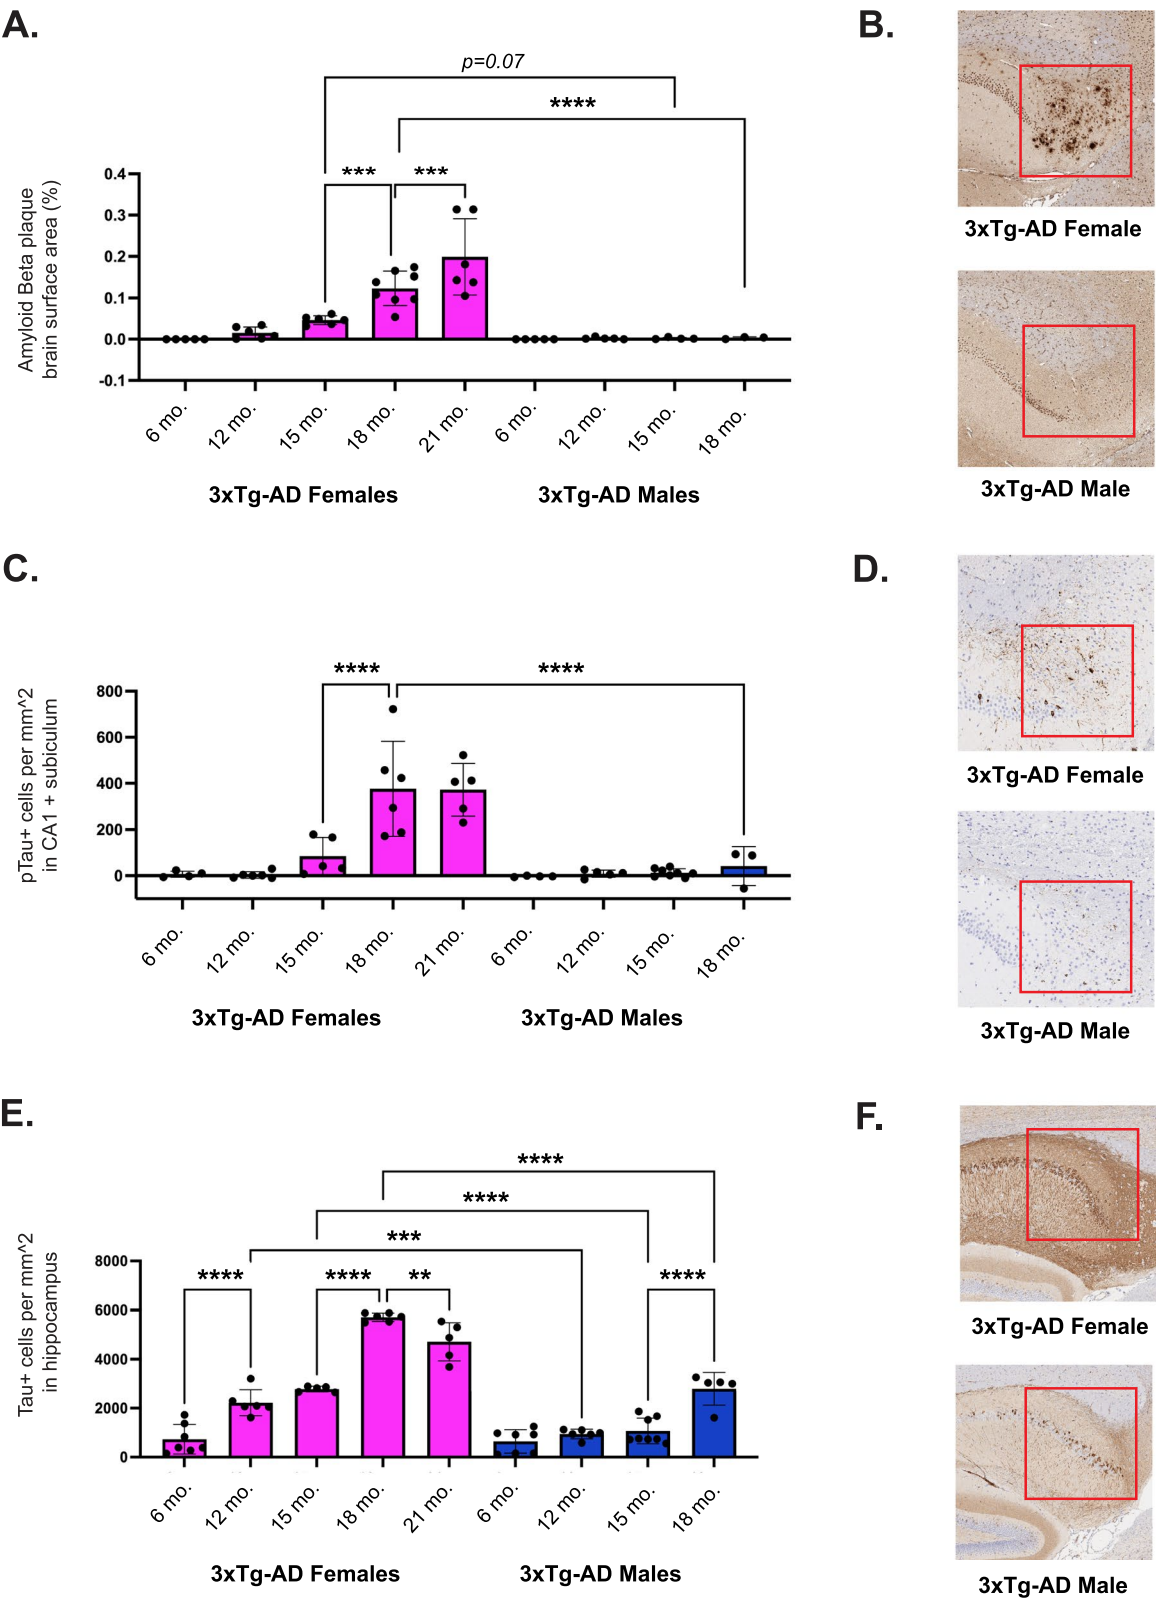 A.
p=0.07
****
***
***
Amyloid Beta plaque
brain surface area (%)
0.4
0.3
0.2
0.1
0.0
-0.1
6 mo.
12 mo.
15 mo.
18 mo.
21 mo.
6 mo.
12 mo.
15 mo.
18 mo.
3xTg-AD Females
3xTg-AD Males
B.
3xTg-AD Female
3xTg-AD Male
C.
****
****
pTau+ cells per mm^2
in CA1 + subiculum
800
600
400
200
0
6 mo.
12 mo.
15 mo.
18 mo.
21 mo.
6 mo.
12 mo.
15 mo.
18 mo.
3xTg-AD Females
3xTg-AD Males
D.
3xTg-AD Female
3xTg-AD Male
E.
****
****
***
****
****
**
****
Tau+ cells per mm^2
in hippocampus
8000
6000
4000
2000
0
6 mo.
12 mo.
15 mo.
18 mo.
21 mo.
6 mo.
12 mo.
15 mo.
18 mo.
3xTg-AD Females
3xTg-AD Males
F.
3xTg-AD Female
3xTg-AD Male